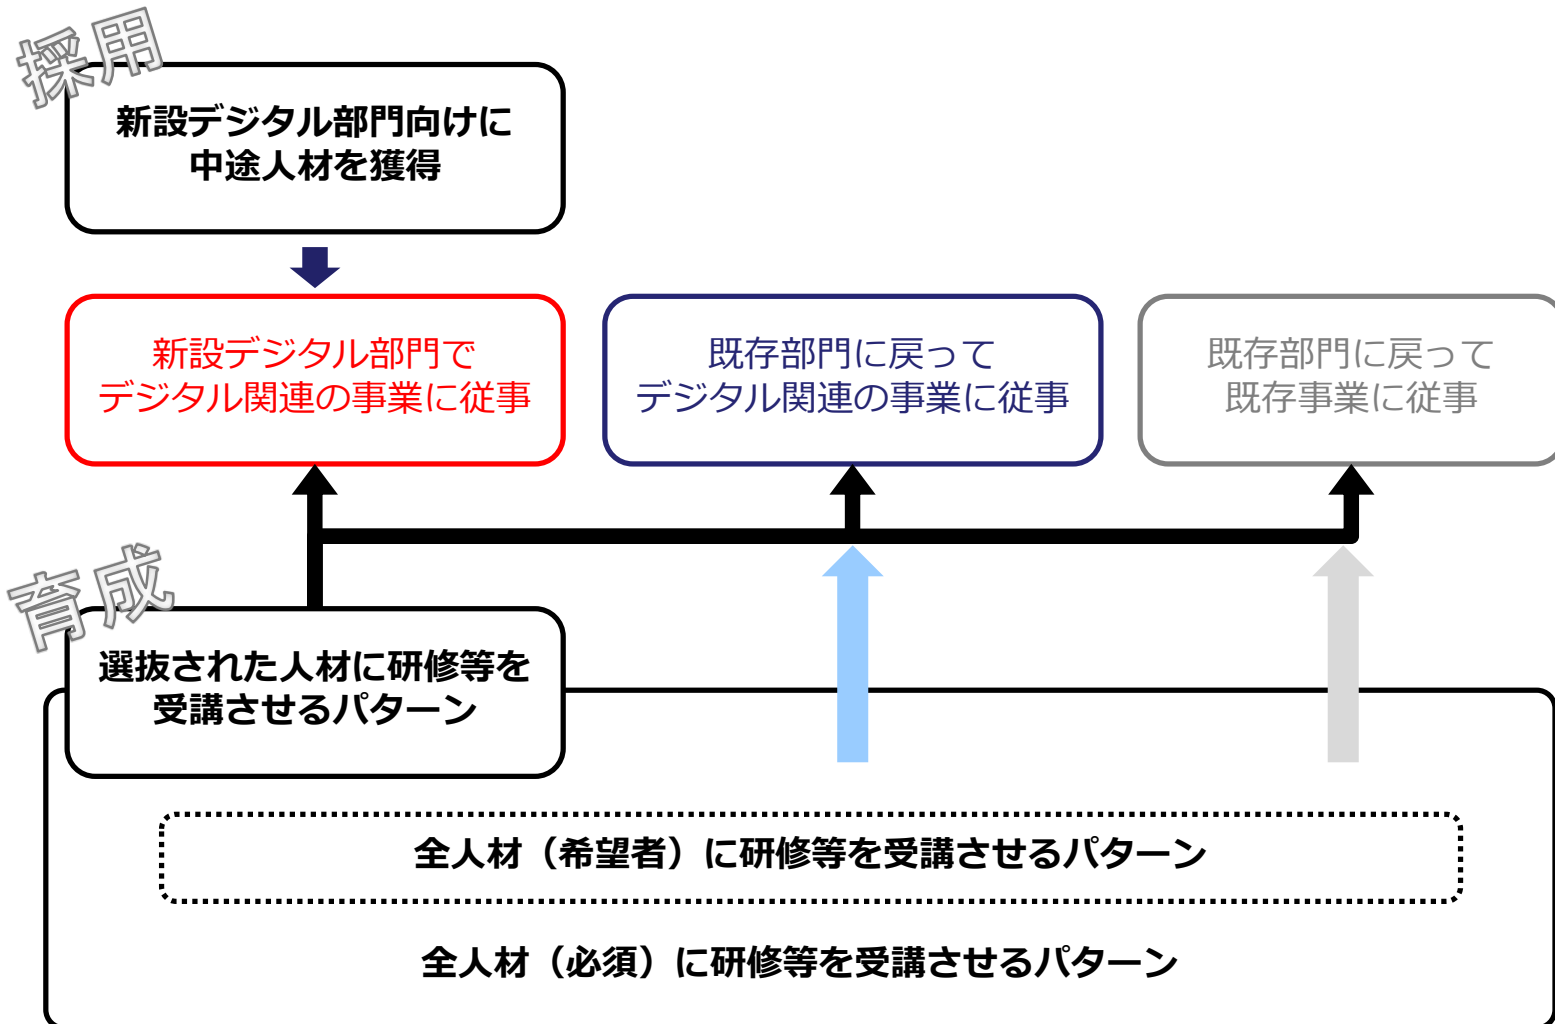 採用
新設デジタル部門向けに
中途人材を獲得
新設デジタル部門で
デジタル関連の事業に従事
既存部門に戻って
デジタル関連の事業に従事
既存部門に戻って
既存事業に従事
育成
選抜された人材に研修等を
受講させるパターン
全人材（希望者）に研修等を受講させるパターン
全人材（必須）に研修等を受講させるパターン